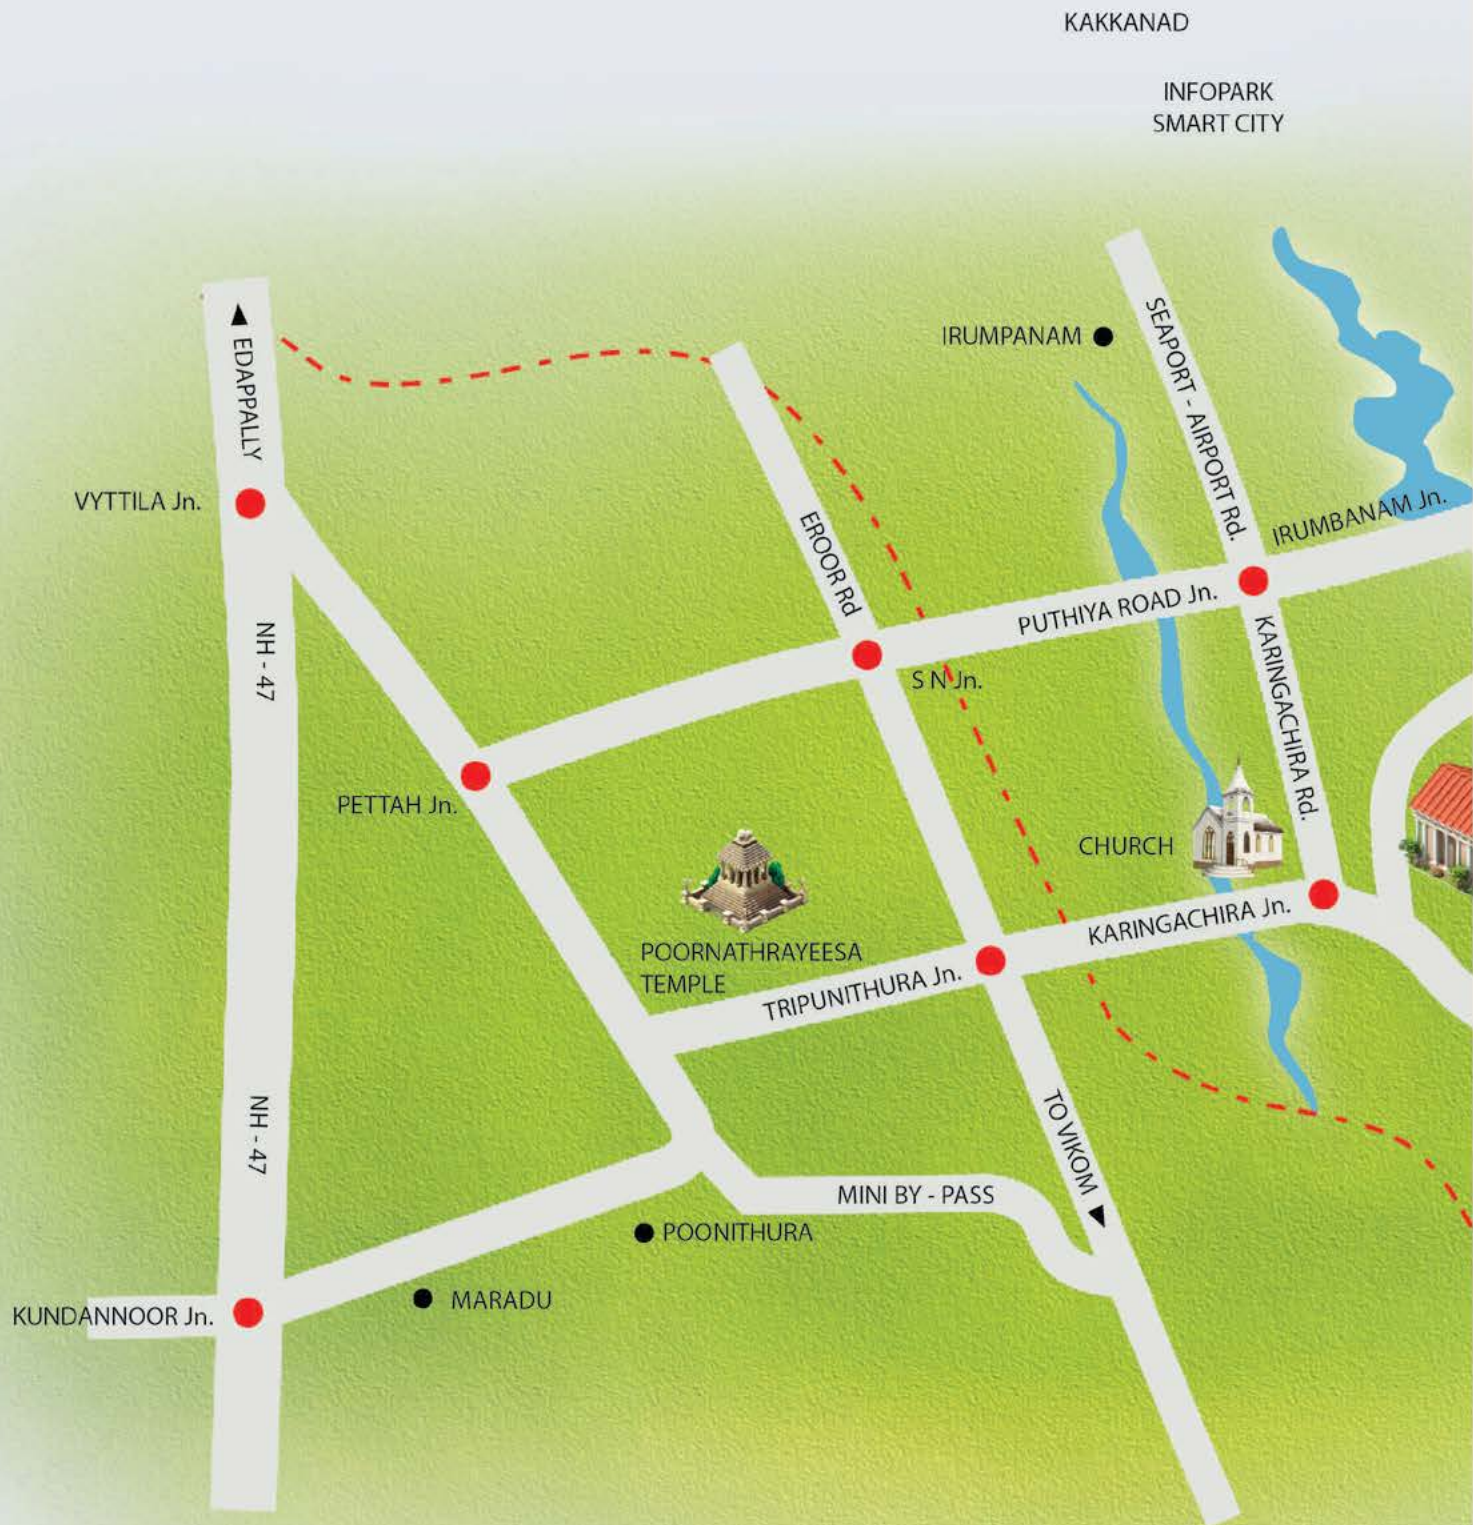 KAKKANAD
INFOPARK
SMART CITY
EDAPPALLY
IRUMPANAM
SEAPORT - AIRPORT Rd.
VYTTILA Jn.
EROOR Rd
IRUMBANAM Jn.
PUTHIYA ROAD Jn.
NH - 47
S N Jn.
KARINGACHIRA Rd.
PETTAH Jn.
CHURCH
KARINGACHIRA Jn.
POORNATHRAYEESA
TEMPLE
TRIPUNITHURA Jn.
NH - 47
TO VIKOM
MINI BY - PASS
POONITHURA
MARADU
KUNDANNOOR Jn.